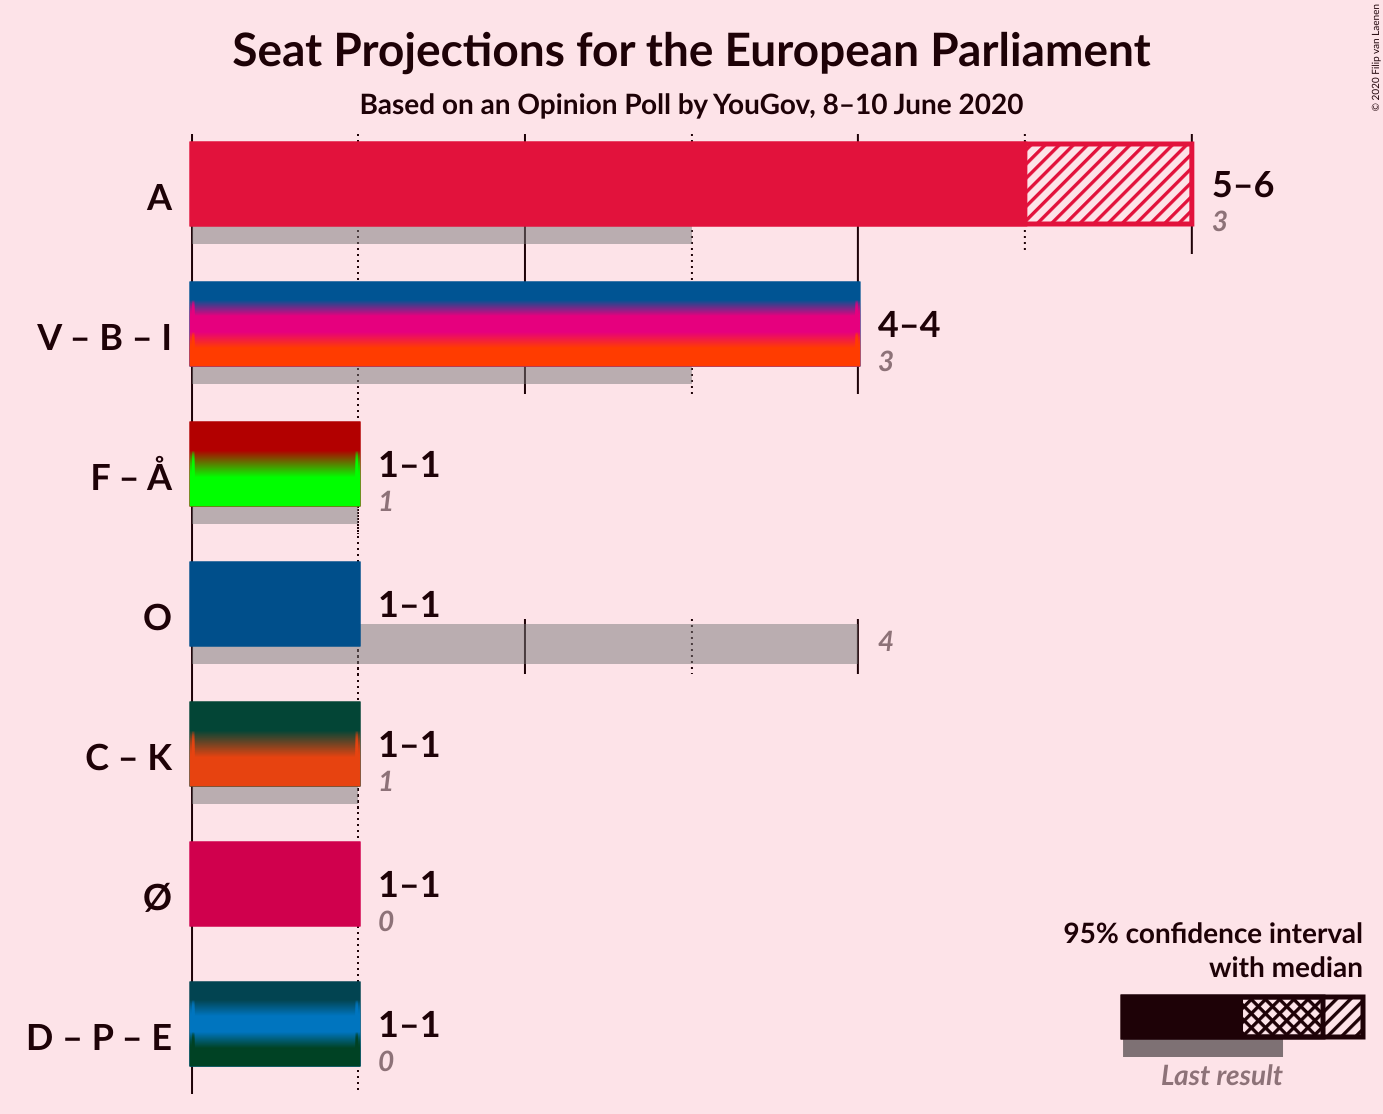 Seat Projections for the European Parliament
Based on an Opinion Poll by YouGov, 8–10 June 2020
© 2020 Filip van Laenen
A
5–6
3
V – B – I
4–4
3
F – Å
1–1
1
O
1–1
4
C – K
1–1
1
Ø
1–1
0
D – P – E
1–1
0
95% confidence interval
with median
Last result